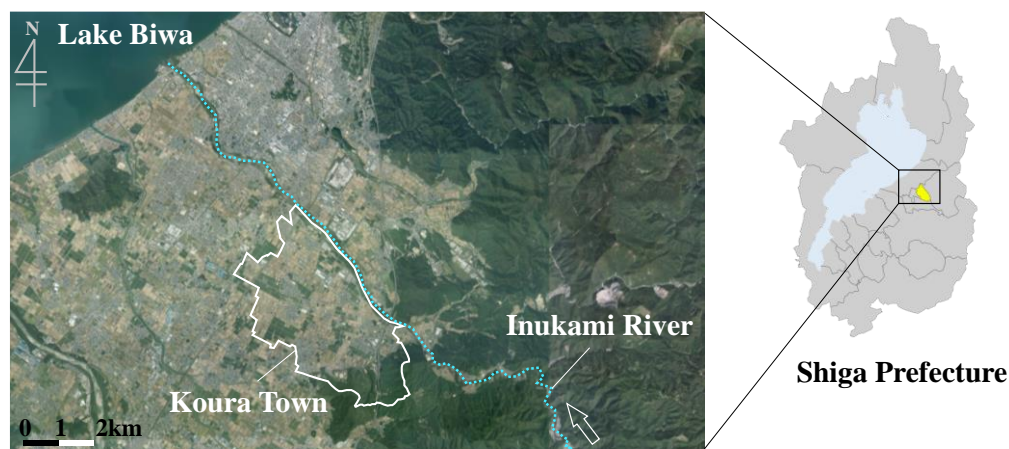 N
Lake Biwa
Inukami River
Koura Town
0 1 2km
Shiga Prefecture